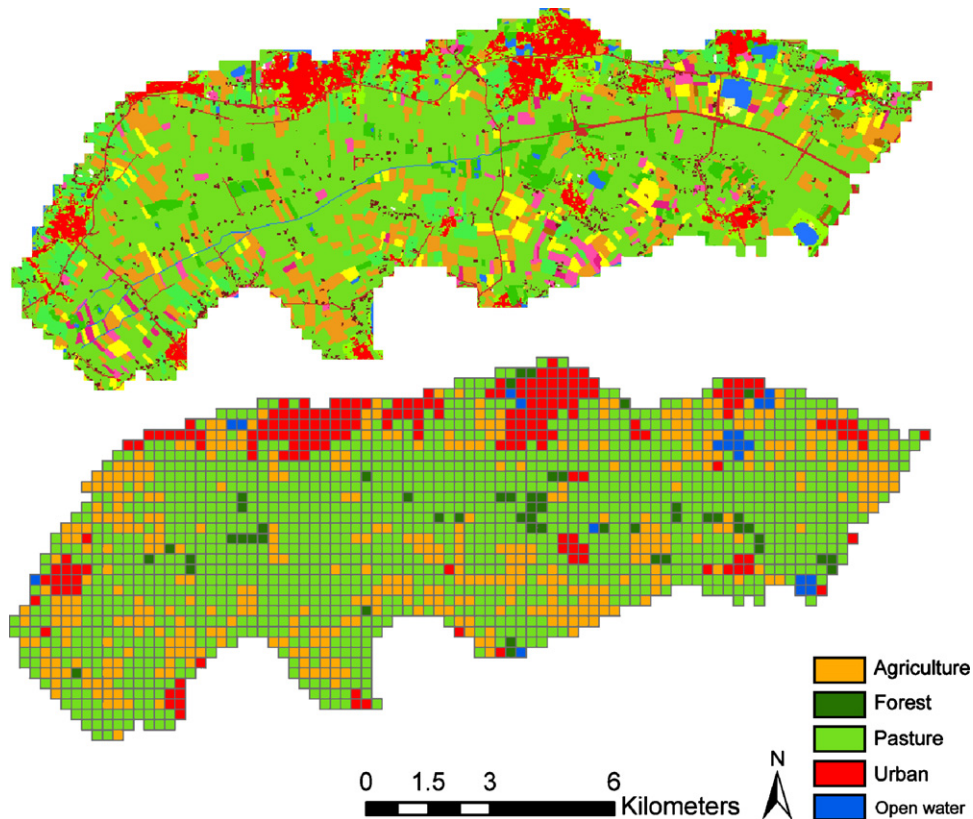 Agriculture
Forest
Pasture
Urban
Open water
N
0 1.5 3 6
Kilometers